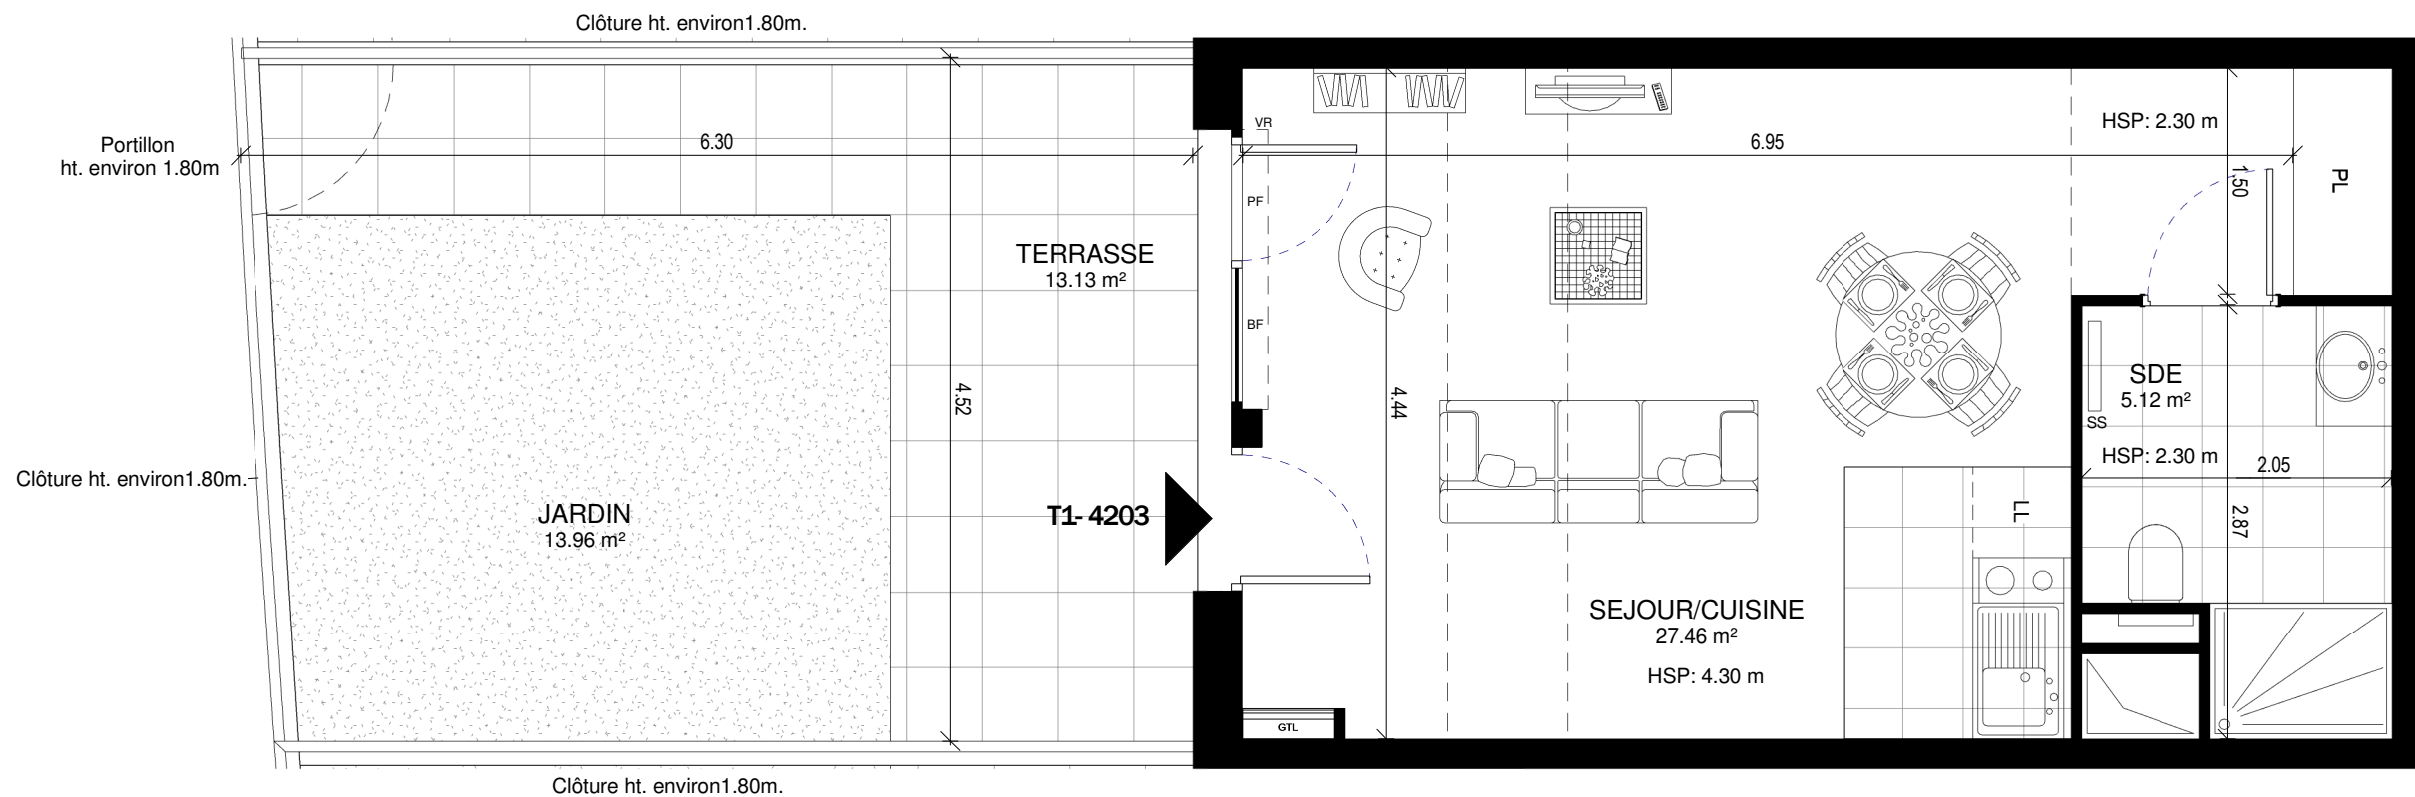 Clôture ht. environ1.80m.
Portillon
ht. environ 1.80m
6.30
VR
6.95
HSP: 2.30 m
1.50
PL
PF
TERRASSE
13.13 m²
BF
4.52
4.44
SDE
5.12 m²
SS
HSP: 2.30 m
2.05
Clôture ht. environ1.80m.
JARDIN
13.96 m²
T1- 4203
LL
2.87
SEJOUR/CUISINE
27.46 m²
HSP: 4.30 m
GTL
Clôture ht. environ1.80m.